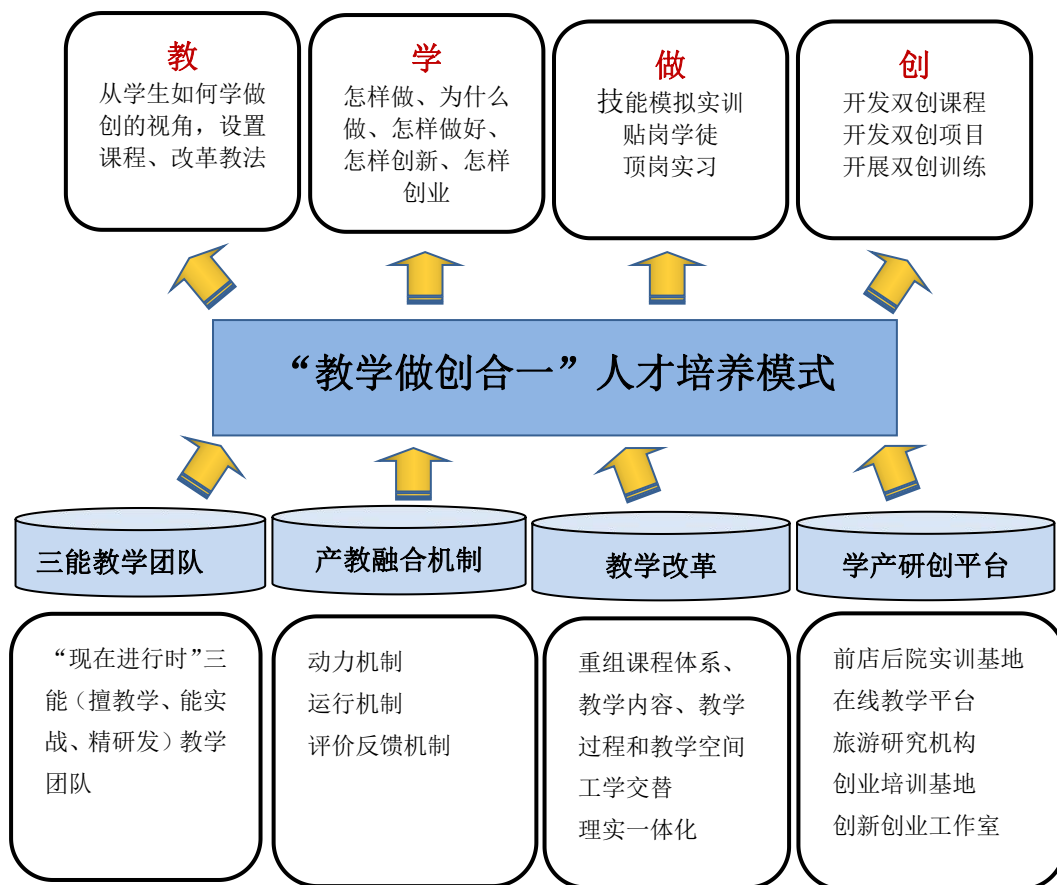 教
从学生如何学做
创的视角，设置
课程、改革教法
学
怎样做、为什么
做、怎样做好、
怎样创新、怎样
创业
做
技能模拟实训
贴岗学徒
顶岗实习
创
开发双创课程
开发双创项目
开展双创训练
“教学做创合一”人才培养模式
三能教学团队
产教融合机制
教学改革
学产研创平台
“现在进行时”三
能（擅教学、能实
战、精研发）教学
团队
动力机制
运行机制
评价反馈机制
重组课程体系、
教学内容、教学
过程和教学空间
工学交替
理实一体化
前店后院实训基地
在线教学平台
旅游研究机构
创业培训基地
创新创业工作室